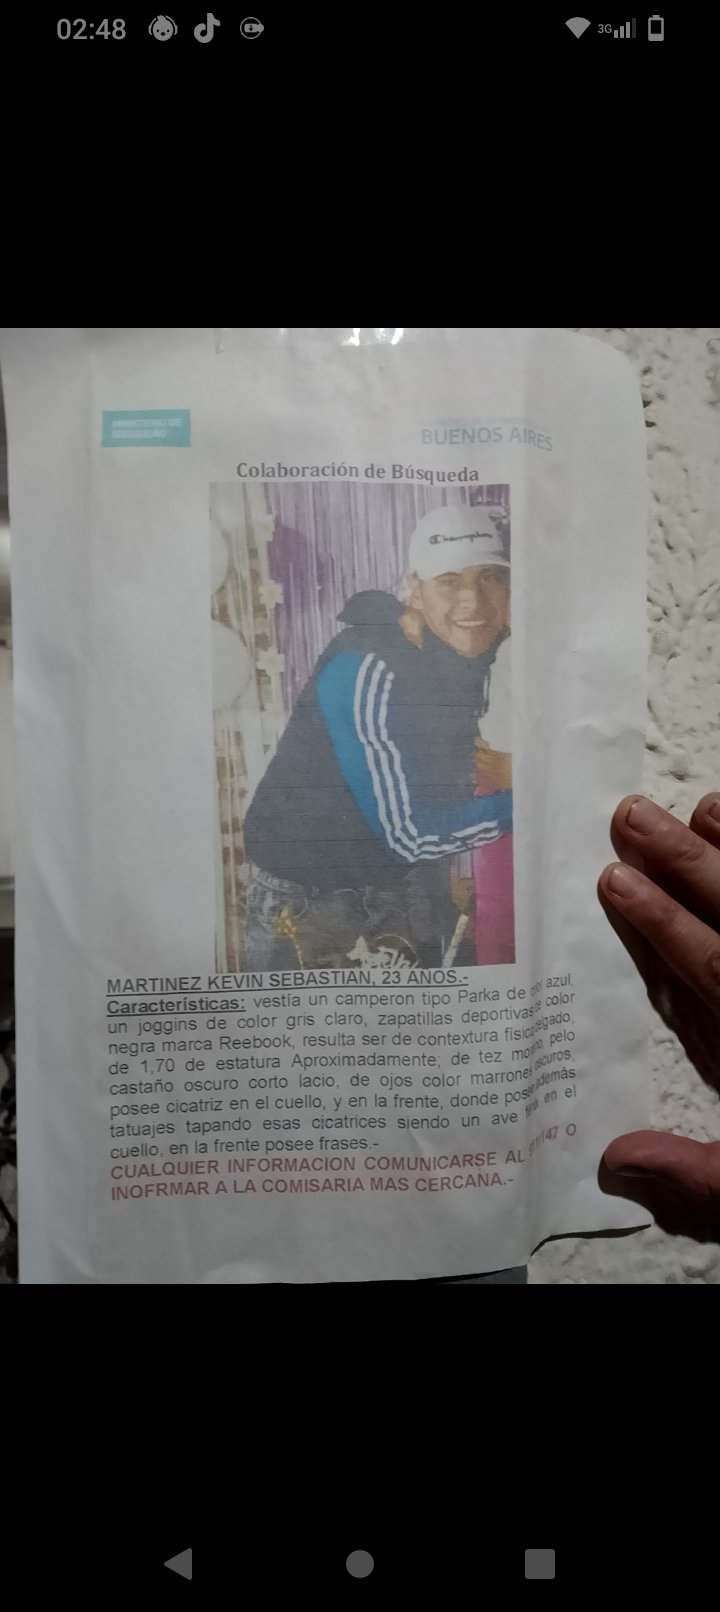 02:48
3G
MINISTERIO DE
SEGURIDAD
BUENOS AIRES
Colaboración de Búsqueda
Champion
MARTINEZ KEVIN SEBASTIAN, 23 AÑOS.-
Características: vestía un camperon tipo Parka de color azul,
un joggins de color gris claro, zapatillas deportivas de color
negra marca Reebook, resulta ser de contextura física delgado,
de 1,70 de estatura Aproximadamente; de tez moreno, pelo
castaño oscuro corto lacio, de ojos color marrones oscuros,
posee cicatriz en el cuello, y en la frente, donde posee además
tatuajes tapando esas cicatrices siendo un ave fénix en el
cuello, en la frente posee frases.-
CUALQUIER INFORMACION COMUNICARSE AL 911/147 O
INOFRMAR A LA COMISARIA MAS CERCANA.-